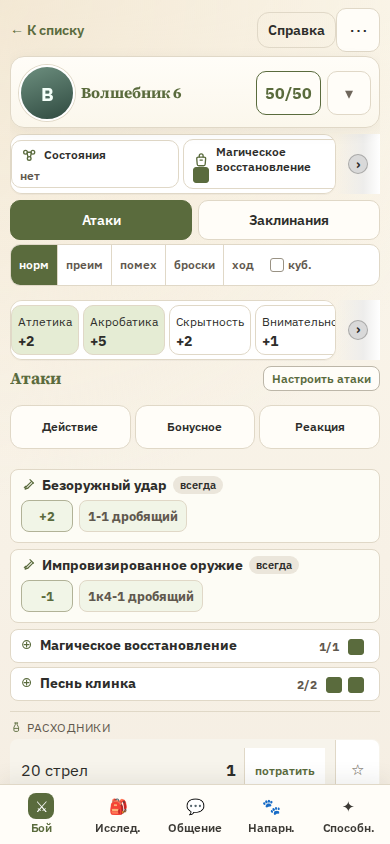 ← К списку
Справка
···
В
Волшебник 6
50/50
▾
Состояния
нет
Магическое
восстановление
Атаки
Заклинания
норм
преим
помех
броски
ход
куб.
Атлетика
+2
Акробатика
+5
Скрытность
+2
Внимательно
+1
Атаки
Настроить атаки
Действие
Бонусное
Реакция
Безоружный удар
всегда
+2
1-1 дробящий
Импровизированное оружие
всегда
-1
1к4-1 дробящий
Магическое восстановление
1/1
Песнь клинка
2/2
РАСХОДНИКИ
20 стрел
1
потратить
Бой
Исслед.
Общение
Напарн.
Способн.